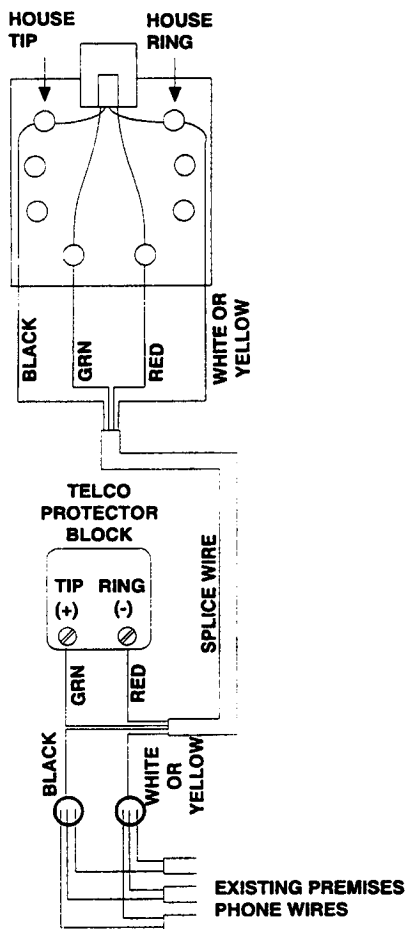 HOUSE
TIP
HOUSE
RING
BLACK
GRN
RED
WHITE OR
YELLOW
TELCO
PROTECTOR
BLOCK
TIP
(+)
RING
(-)
SPLICE WIRE
GRN
RED
BLACK
WHITE
OR
YELLOW
EXISTING PREMISES
PHONE WIRES